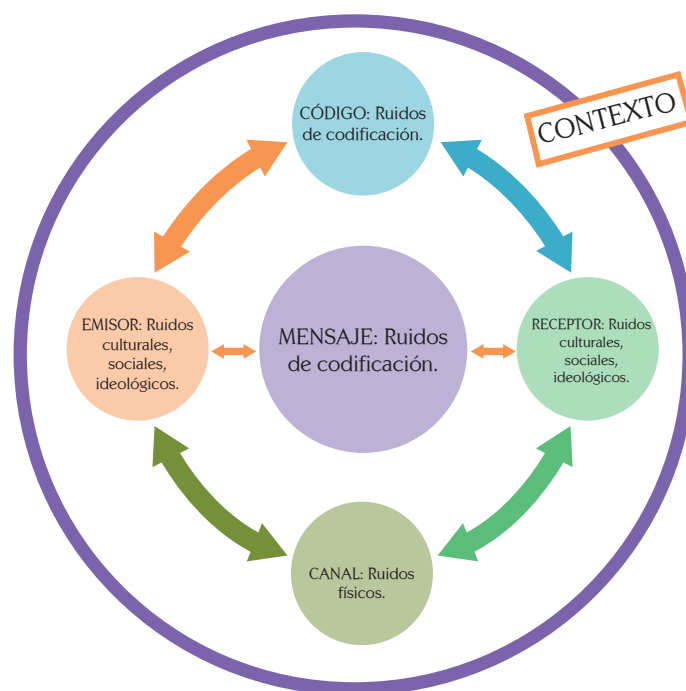 CÓDIGO: Ruidos
de codificación.
CONTEXTO
EMISOR: Ruidos
culturales,
sociales,
ideológicos.
MENSAJE: Ruidos
de codificación.
RECEPTOR: Ruidos
culturales,
sociales,
ideológicos.
CANAL: Ruidos
físicos.